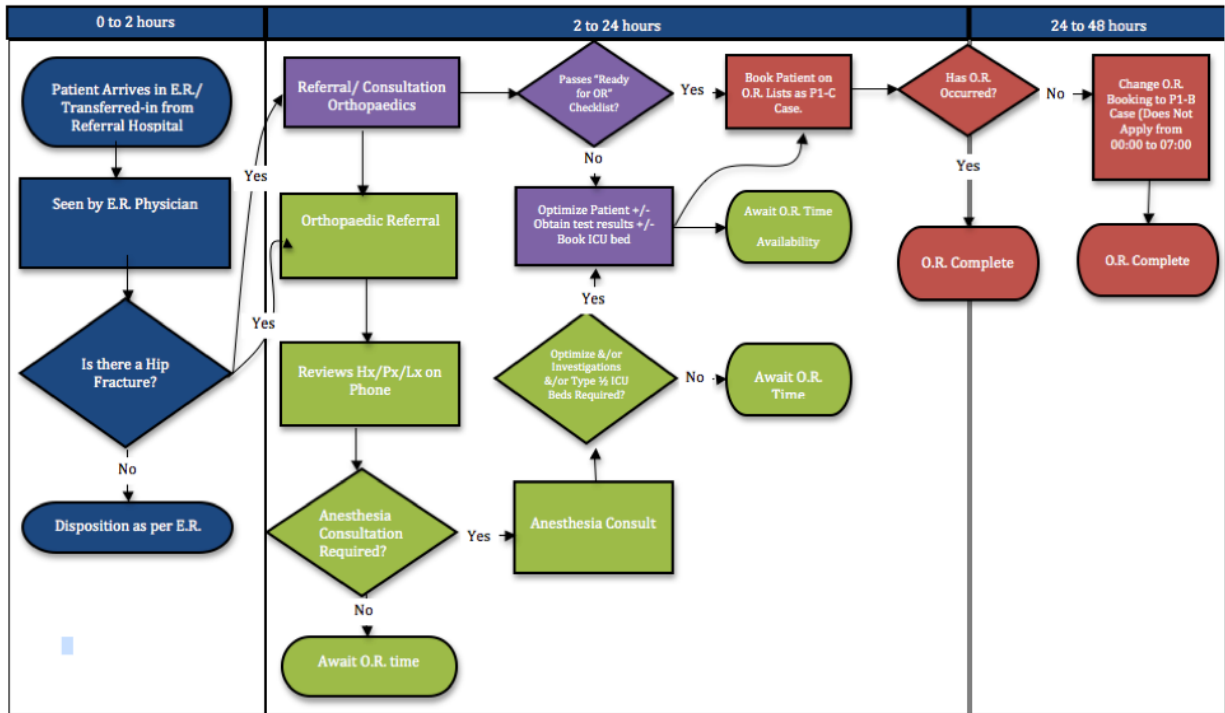 0 to 2 hours
2 to 24 hours
24 to 48 hours
Patient Arrives in E.R./
Transferred-in from
Referral Hospital
Seen by E.R. Physician
Is there a Hip
Fracture?
Yes
Yes
No
Disposition as per E.R.
Referral/ Consultation
Orthopaedics
Orthopaedic Referral
Reviews Hx/Px/Lx on
Phone
Anesthesia
Consultation
Required?
Yes
No
Await O.R. time
Anesthesia Consult
Optimize &/or
Investigations
&/or Type ½ ICU
Beds Required?
No
Await O.R.
Time
Yes
Optimize Patient +/-
Obtain test results +/-
Book ICU bed
Await O.R. Time
Availability
Passes “Ready
for OR”
Checklist?
No
Yes
Book Patient on
O.R. Lists as P1-C
Case.
Has O.R.
Occurred?
Yes
O.R. Complete
No
Change O.R.
Booking to P1-B
Case (Does Not
Apply from
00:00 to 07:00
O.R. Complete